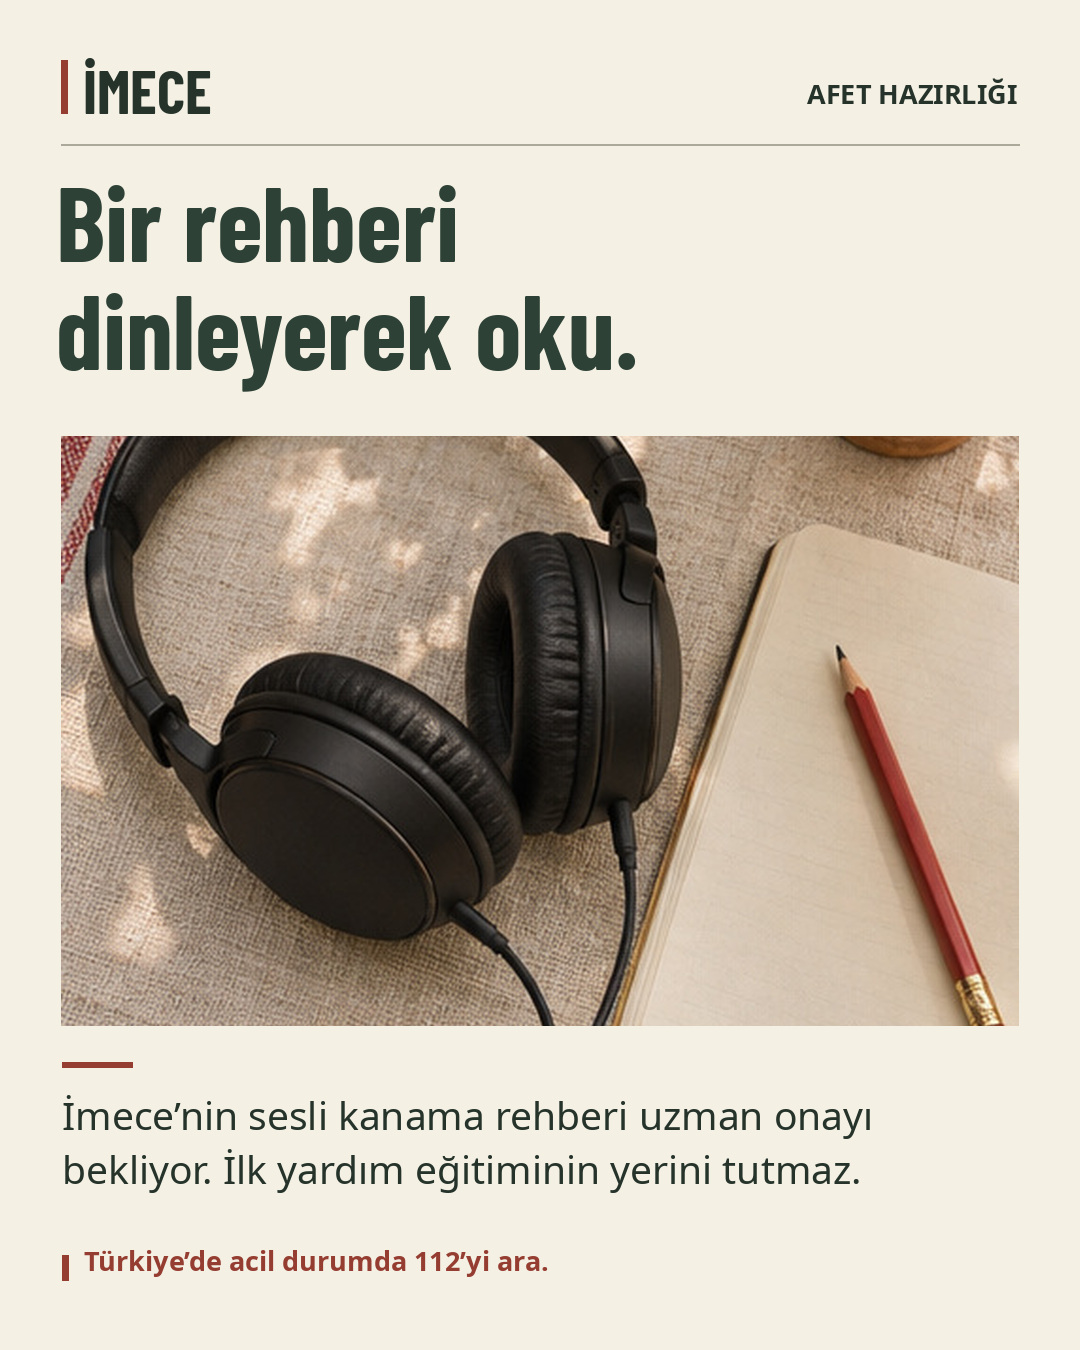 İMECE
AFET HAZIRLIĞI
Bir rehberi
dinleyerek oku.
İmece’nin sesli kanama rehberi uzman onayı
bekliyor. İlk yardım eğitiminin yerini tutmaz.
Türkiye’de acil durumda 112’yi ara.